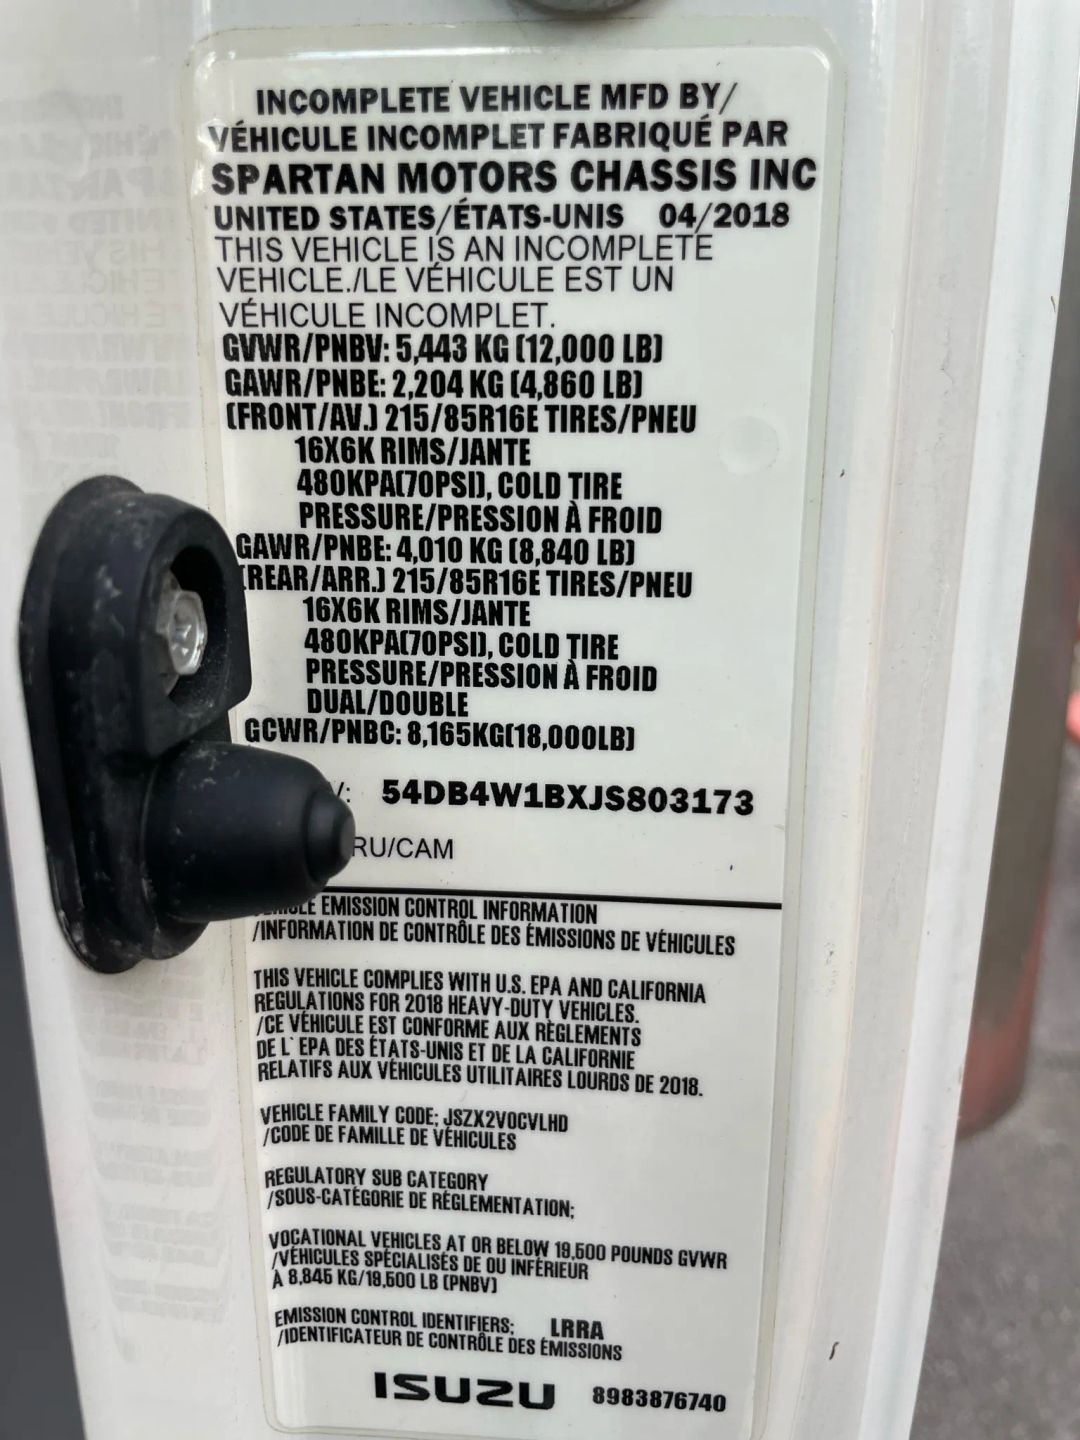 INCOMPLETE VEHICLE MFD BY/
VÉHICULE INCOMPLET FABRIQUÉ PAR
SPARTAN MOTORS CHASSIS INC
UNITED STATES/ÉTATS-UNIS 04/2018
THIS VEHICLE IS AN INCOMPLETE
VEHICLE./LE VÉHICULE EST UN
VÉHICULE INCOMPLET.
GVWR/PNBV: 5,443 KG (12,000 LB)
GAWR/PNBE: 2,204 KG (4,860 LB)
(FRONT/AV.) 215/85R16E TIRES/PNEU
16X6K RIMS/JANTE
480KPA(70PSI), COLD TIRE
PRESSURE/PRESSION À FROID
GAWR/PNBE: 4,010 KG (8,840 LB)
(REAR/ARR.) 215/85R16E TIRES/PNEU
16X6K RIMS/JANTE
480KPA(70PSI), COLD TIRE
PRESSURE/PRESSION À FROID
DUAL/DOUBLE
GCWR/PNBC: 8,165KG(18,000LB)
54DB4W1BXJS803173
RU/CAM
VEHICLE EMISSION CONTROL INFORMATION
/INFORMATION DE CONTRÔLE DES ÉMISSIONS DE VÉHICULES
THIS VEHICLE COMPLIES WITH U.S. EPA AND CALIFORNIA
REGULATIONS FOR 2018 HEAVY-DUTY VEHICLES.
/CE VÉHICULE EST CONFORME AUX RÈGLEMENTS
DE L'EPA DES ÉTATS-UNIS ET DE LA CALIFORNIE
RELATIFS AUX VÉHICULES UTILITAIRES LOURDS DE 2018.
VEHICLE FAMILY CODE; JSZX2VOCVLHD
/CODE DE FAMILLE DE VÉHICULES
REGULATORY SUB CATEGORY
/SOUS-CATÉGORIE DE RÉGLEMENTATION;
VOCATIONAL VEHICLES AT OR BELOW 19,500 POUNDS GVWR
/VÉHICULES SPÉCIALISÉS DE OU INFÉRIEUR
À 8,845 KG/19,500 LB (PNBV)
EMISSION CONTROL IDENTIFIERS; LRRA
/IDENTIFICATEUR DE CONTRÔLE DES ÉMISSIONS
ISUZU 8983876740